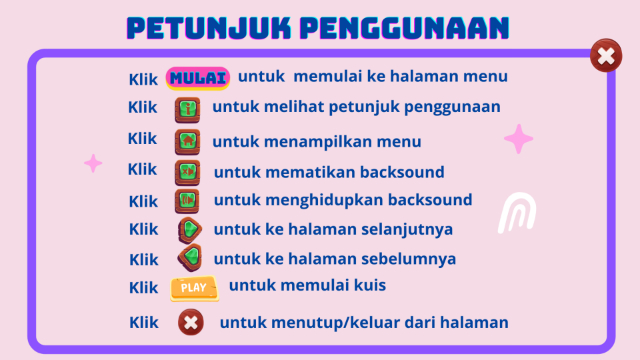 PETUNJUK PENGGUNAAN
Klik MULAI untuk memulai ke halaman menu
Klik untuk melihat petunjuk penggunaan
Klik untuk menampilkan menu
Klik untuk mematikan backsound
Klik untuk menghidupkan backsound
Klik untuk ke halaman selanjutnya
Klik untuk ke halaman sebelumnya
Klik PLAY untuk memulai kuis
Klik untuk menutup/keluar dari halaman